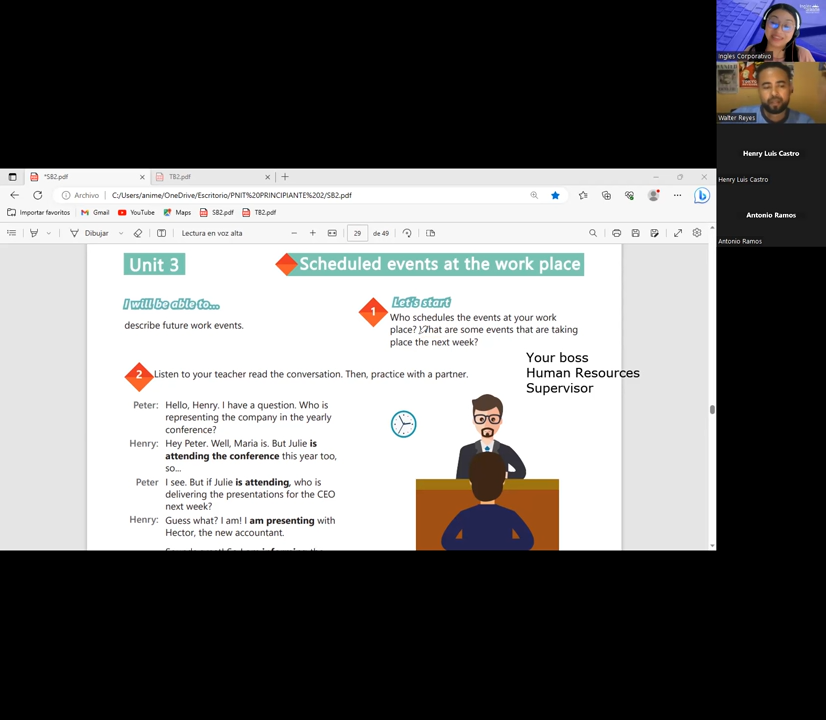 Ingles Corporativo
Walter Reyes
Henry Luis Castro
Henry Luis Castro
Antonio Ramos
Antonio Ramos
*SB2.pdf
TB2.pdf
Archivo
C:/Users/anime/OneDrive/Escritorio/PNIT%20PRINCIPIANTE%202/SB2.pdf
Importar favoritos
Gmail
YouTube
Maps
SB2.pdf
TB2.pdf
Dibujar
Lectura en voz alta
29
de 49
Unit 3
Scheduled events at the work place
I will be able to...
describe future work events.
1
Let's start
Who schedules the events at your work
place? What are some events that are taking
place the next week?
Your boss
Human Resources
Supervisor
2
Listen to your teacher read the conversation. Then, practice with a partner.
Peter: Hello, Henry. I have a question. Who is
representing the company in the yearly
conference?
Henry: Hey Peter. Well, Maria is. But Julie is
attending the conference this year too,
so...
Peter I see. But if Julie is attending, who is
delivering the presentations for the CEO
next week?
Henry: Guess what? I am! I am presenting with
Hector, the new accountant.